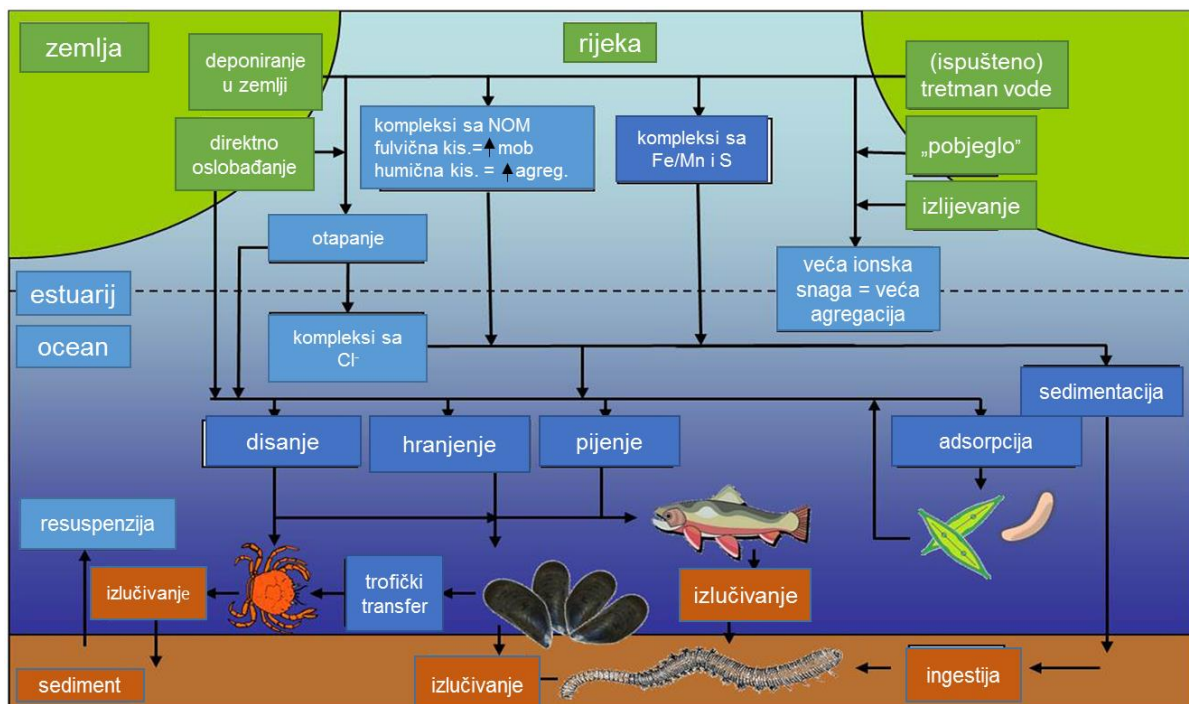 zemlja
rijeka
deponiranje
u zemlji
(ispušteno)
tretman vode
kompleksi sa NOM
fulvična kis.=↑mob
humična kis. = ↑agreg.
kompleksi sa
Fe/Mn i S
direktno
oslobađanje
„pobjeglo”
izlijevanje
otapanje
veća ionska
snaga = veća
agregacija
estuarij
ocean
kompleksi sa
Cl⁻
sedimentacija
disanje
hranjenje
pijenje
adsorpcija
resuspenzija
izlučivanje
trofički
transfer
izlučivanje
sediment
izlučivanje
ingestija